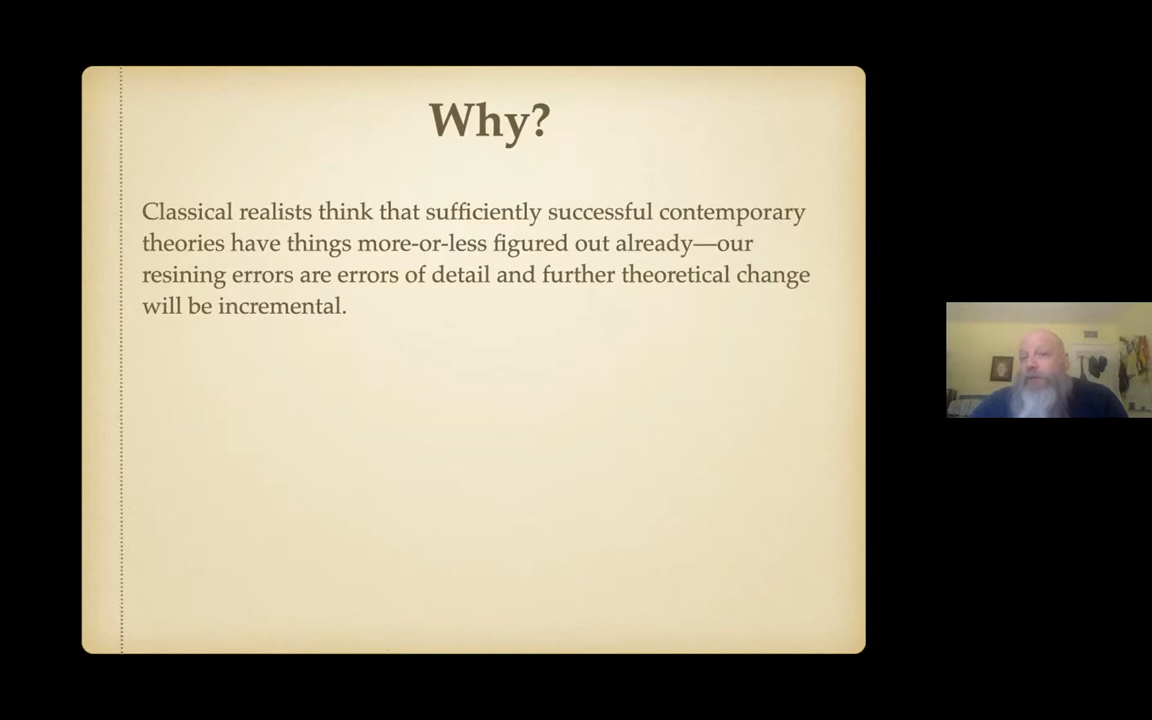 Why?
Classical realists think that sufficiently successful contemporary
theories have things more-or-less figured out already—our
resining errors are errors of detail and further theoretical change
will be incremental.